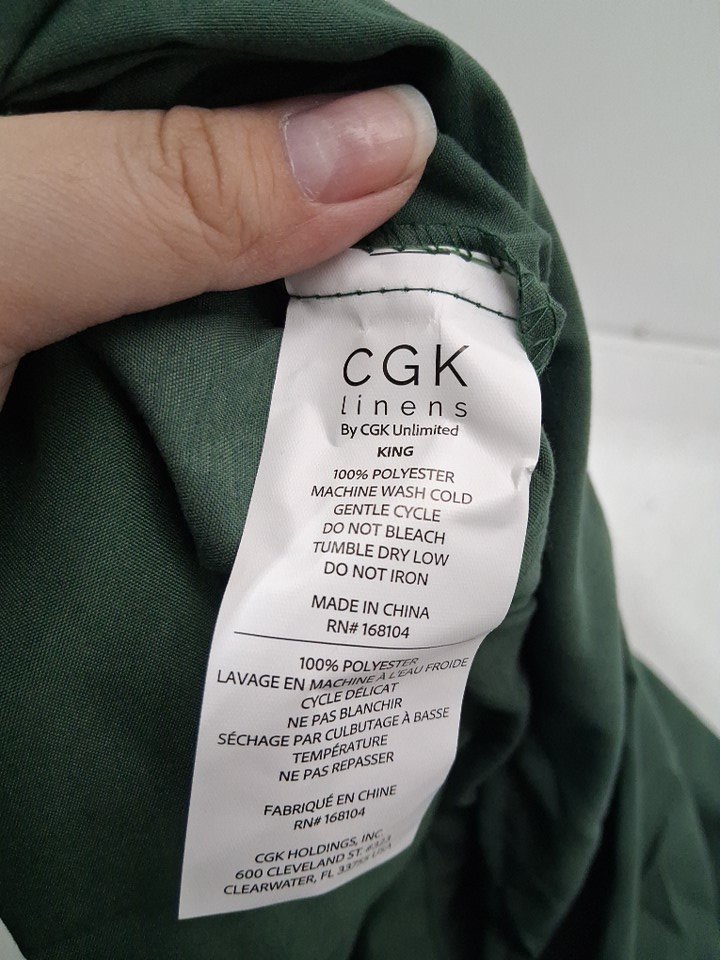 CGK
linens
By CGK Unlimited
KING
100% POLYESTER
MACHINE WASH COLD
GENTLE CYCLE
DO NOT BLEACH
TUMBLE DRY LOW
DO NOT IRON
MADE IN CHINA
RN# 168104
100% POLYESTER
LAVAGE EN MACHINE À L'EAU FROIDE
CYCLE DÉLICAT
NE PAS BLANCHIR
SÉCHAGE PAR CULBUTAGE À BASSE
TEMPÉRATURE
NE PAS REPASSER
FABRIQUÉ EN CHINE
RN# 168104
CGK HOLDINGS, INC.
600 CLEVELAND ST. #323
CLEARWATER, FL 33755 USA